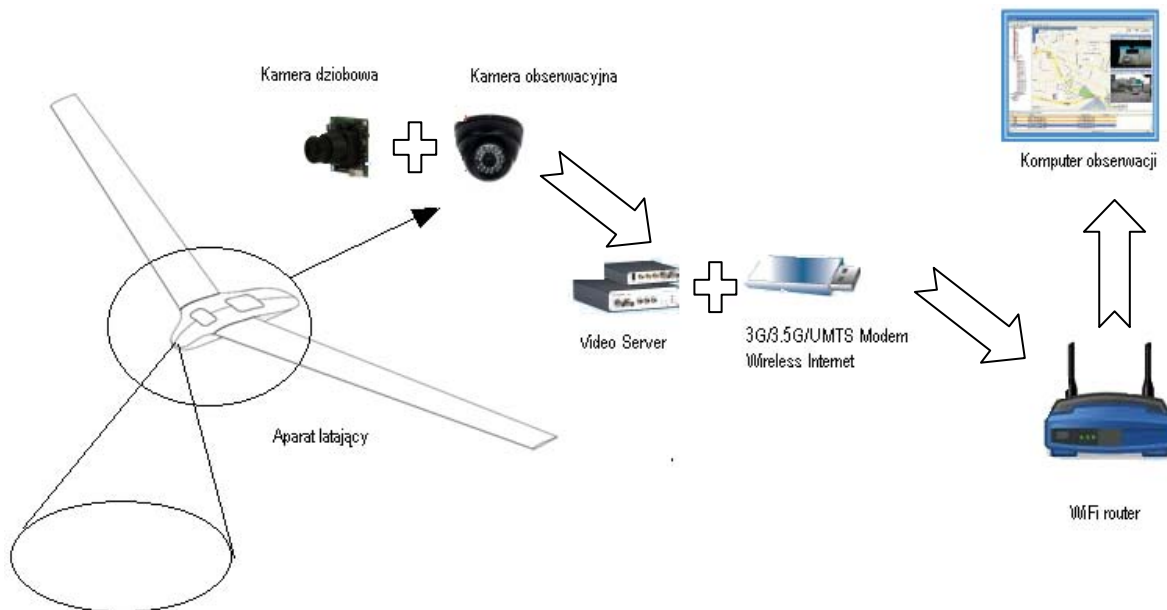 Kamera dziobowa
Kamera obserwacyjna
Komputer obserwacji
Video Server
3G/3.5G/UMTS Modem
Wireless Internet
Aparat latający
WiFi router